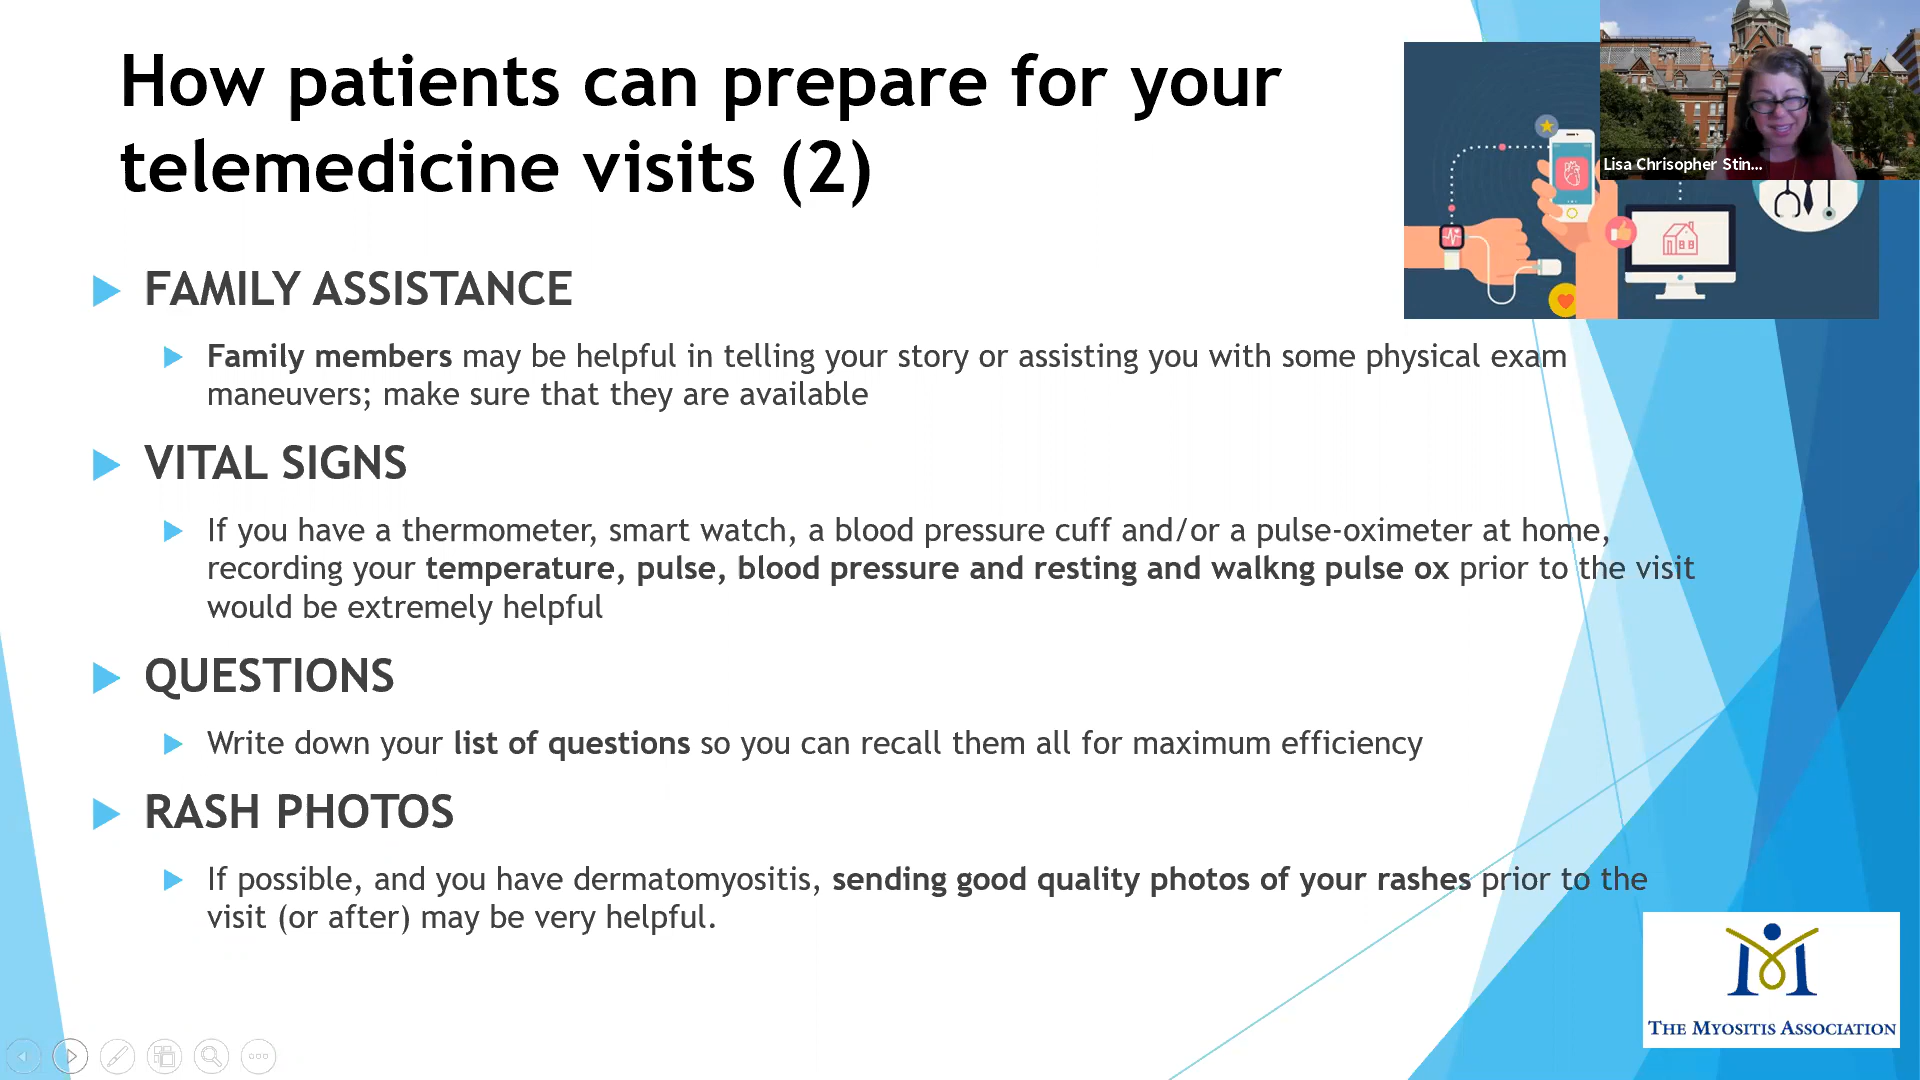 How patients can prepare for your
telemedicine visits (2)
Lisa Chrisopher Stin...
FAMILY ASSISTANCE
Family members may be helpful in telling your story or assisting you with some physical exam
maneuvers; make sure that they are available
VITAL SIGNS
If you have a thermometer, smart watch, a blood pressure cuff and/or a pulse-oximeter at home,
recording your temperature, pulse, blood pressure and resting and walkng pulse ox prior to the visit
would be extremely helpful
QUESTIONS
Write down your list of questions so you can recall them all for maximum efficiency
RASH PHOTOS
If possible, and you have dermatomyositis, sending good quality photos of your rashes prior to the
visit (or after) may be very helpful.
THE MYOSITIS ASSOCIATION